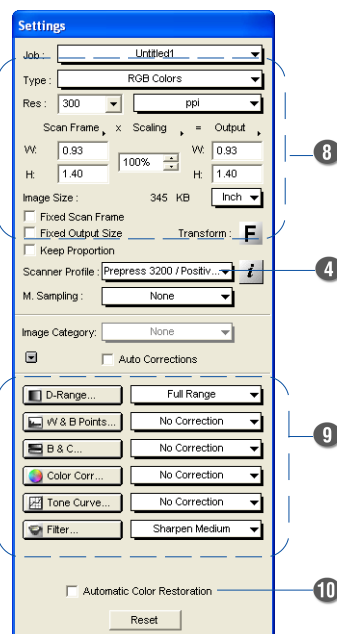 Settings
Job : Untitled1
Type : RGB Colors
Res : 300 ppi
Scan Frame x Scaling = Output
W: 0.93 W: 0.93
100%
H: 1.40 H: 1.40
8
Image Size : 345 KB Inch
Fixed Scan Frame
Fixed Output Size Transform : F
Keep Proportion
Scanner Profile : Prepress 3200 / Positiv... i 4
M. Sampling : None
Image Category: None
Auto Corrections
D-Range... Full Range
W & B Points... No Correction
B & C... No Correction 9
Color Corr... No Correction
Tone Curve... No Correction
Filter... Sharpen Medium
Automatic Color Restoration 10
Reset